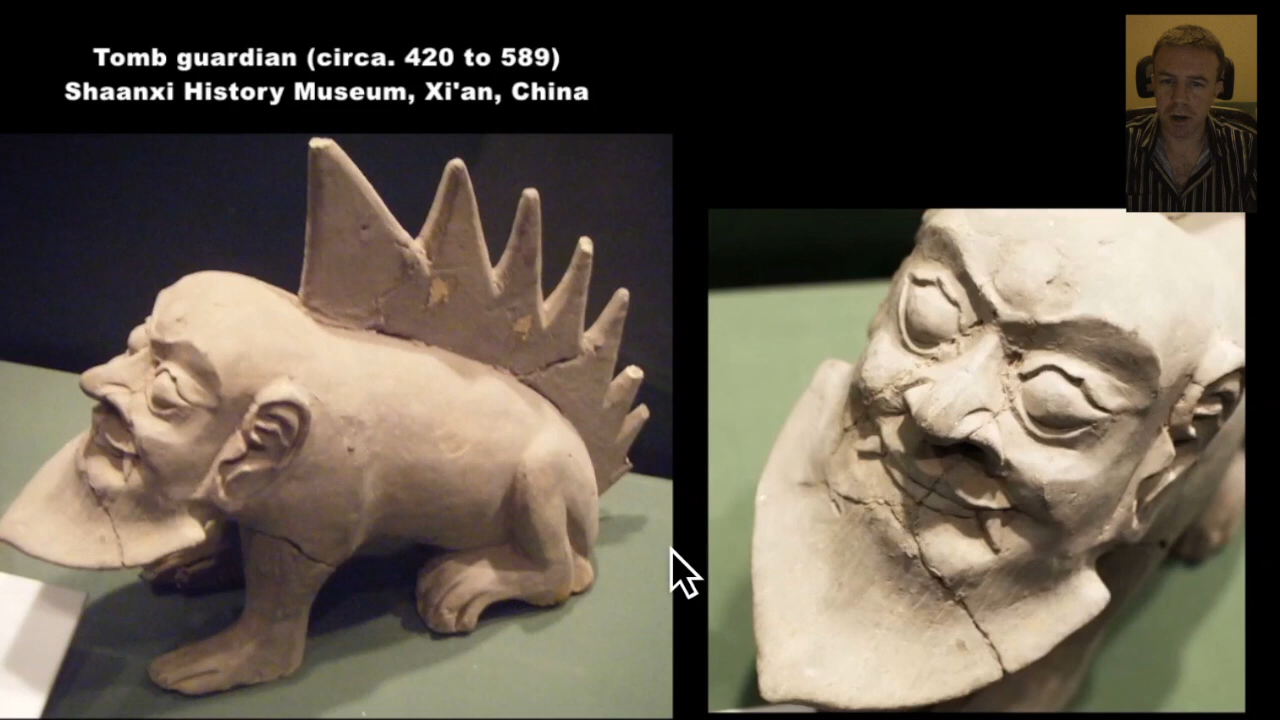 Tomb guardian (circa. 420 to 589)
Shaanxi History Museum, Xi'an, China